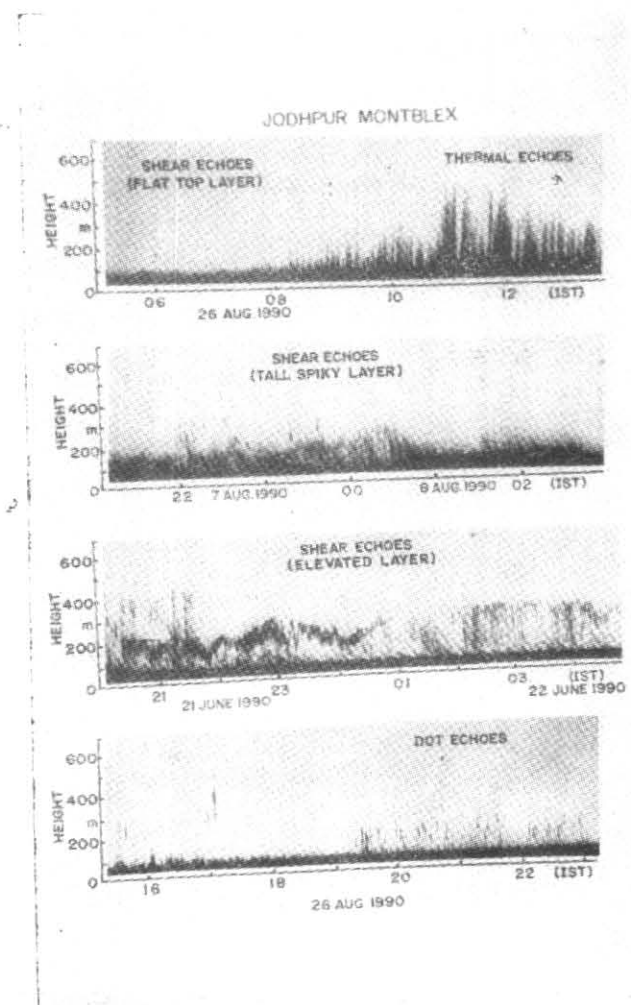 JODHPUR MONTBLEX
SHEAR ECHOES
(FLAT TOP LAYER)
THERMAL ECHOES
HEIGHT
m
600
400
200
0
06 08 10 12 (IST)
26 AUG.1990
SHEAR ECHOES
(TALL SPIKY LAYER)
HEIGHT
m
600
400
200
0
22 7 AUG.1990 00 8 AUG.1990 02 (IST)
SHEAR ECHOES
(ELEVATED LAYER)
HEIGHT
m
600
400
200
0
21 23 01 03 (IST)
21 JUNE 1990 22 JUNE 1990
DOT ECHOES
HEIGHT
m
600
400
200
0
16 18 20 22 (IST)
26 AUG 1990